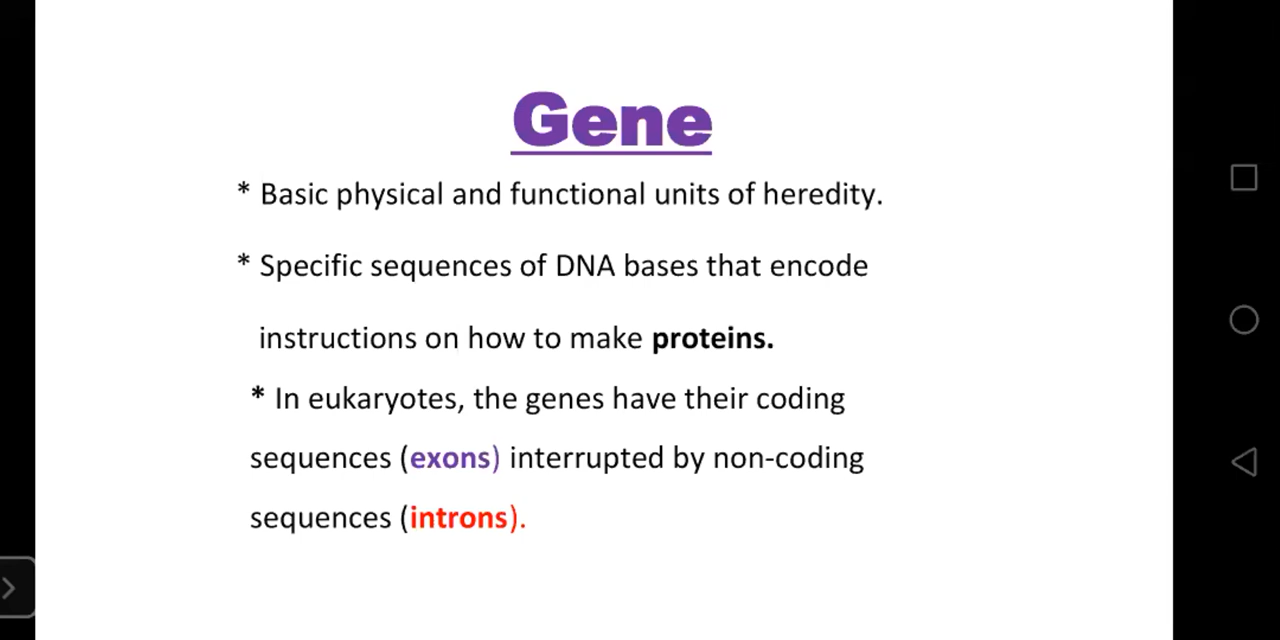 Gene
* Basic physical and functional units of heredity.
* Specific sequences of DNA bases that encode
instructions on how to make proteins.
* In eukaryotes, the genes have their coding
sequences (exons) interrupted by non-coding
sequences (introns).